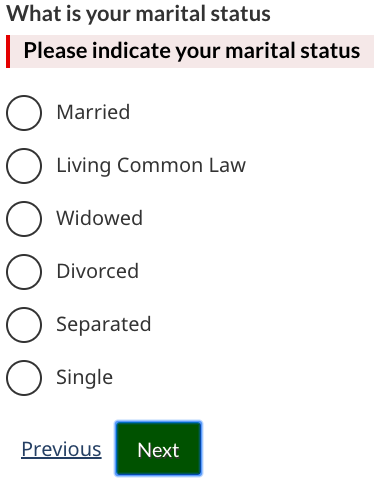 What is your marital status
Please indicate your marital status
Married
Living Common Law
Widowed
Divorced
Separated
Single
Previous Next